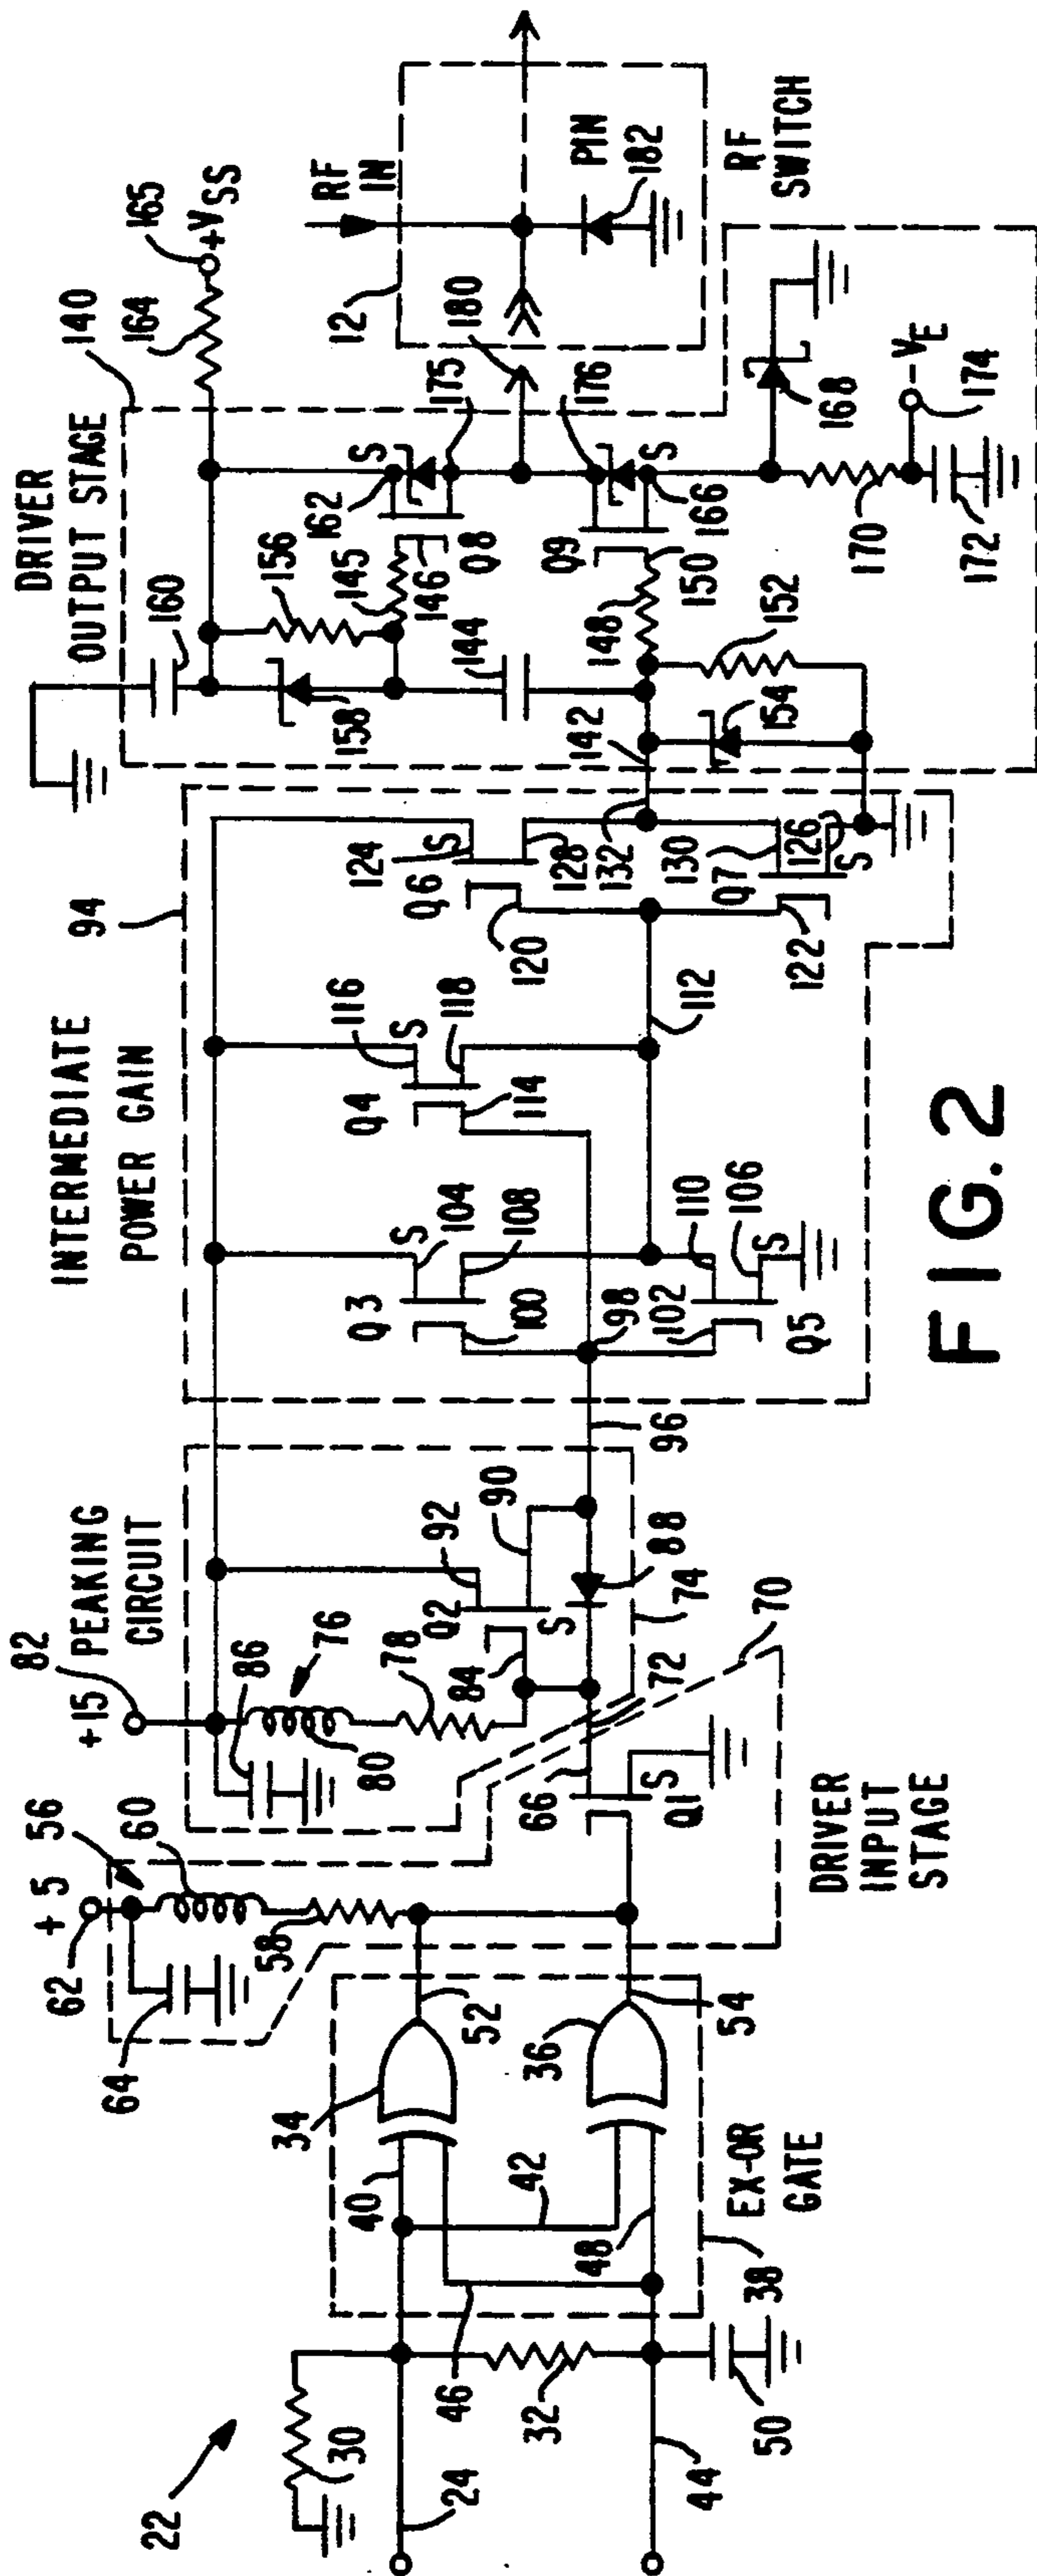 22
24
44
30
32
50
46
40
42
48
38
EX-OR
GATE
34
36
52
54
+5
62
64
56
60
58
DRIVER
INPUT
STAGE
Q1
S
66
70
72
74
+15
82
PEAKING
CIRCUIT
86
76
80
78
84
Q2
S
92
90
88
96
INTERMEDIATE
POWER GAIN
94
98
Q3
S
104
108
100
102
Q5
S
110
106
Q4
S
116
118
114
112
Q6
S
124
128
120
132
130
Q7
S
126
122
DRIVER
OUTPUT STAGE
140
142
144
145
146
148
150
152
154
156
158
160
162
164
165
+VSS
Q8
S
175
Q9
S
176
166
168
170
172
174
-VE
180
12
RF
IN
PIN
182
RF
SWITCH
FIG. 2